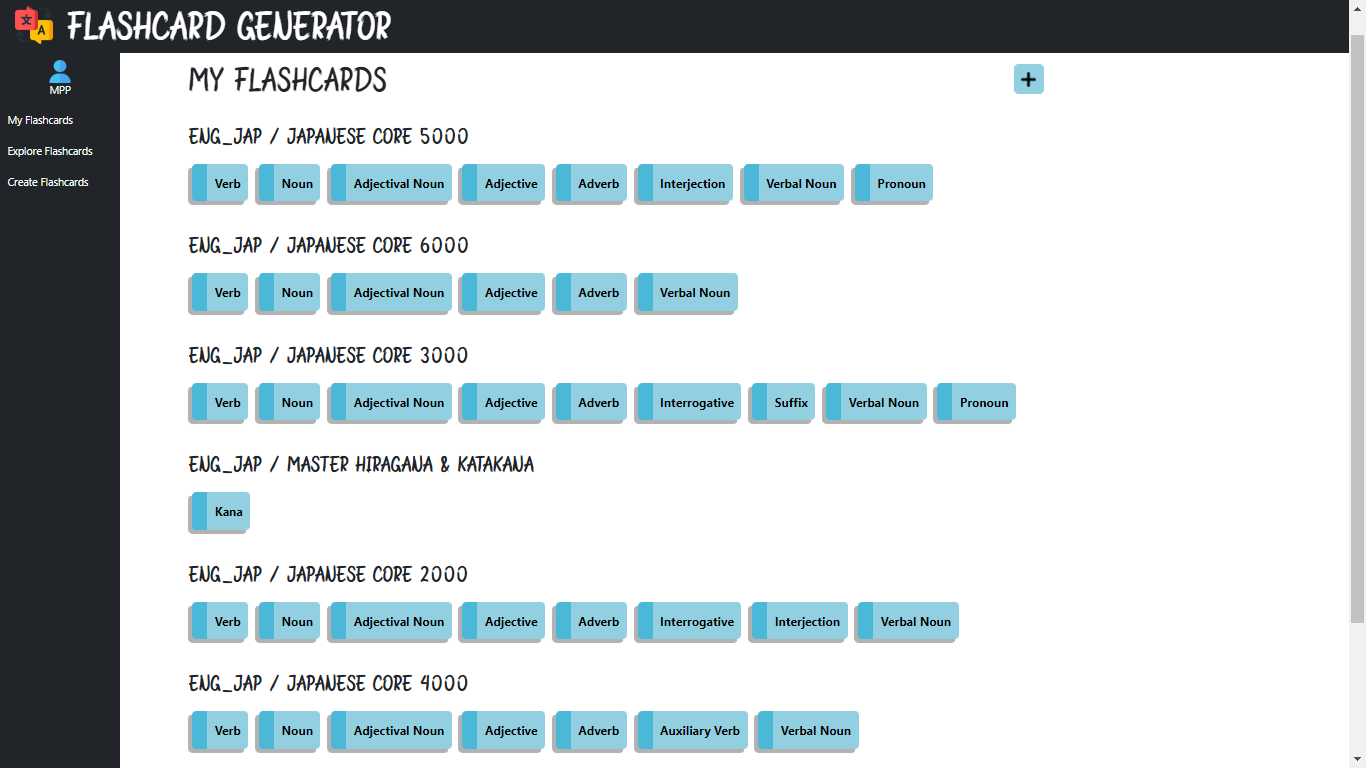 文 A FLASHCARD GENERATOR
MPP
My Flashcards
Explore Flashcards
Create Flashcards
MY FLASHCARDS
ENG_JAP / JAPANESE CORE 5000
Verb Noun Adjectival Noun Adjective Adverb Interjection Verbal Noun Pronoun
ENG_JAP / JAPANESE CORE 6000
Verb Noun Adjectival Noun Adjective Adverb Verbal Noun
ENG_JAP / JAPANESE CORE 3000
Verb Noun Adjectival Noun Adjective Adverb Interrogative Suffix Verbal Noun Pronoun
ENG_JAP / MASTER HIRAGANA & KATAKANA
Kana
ENG_JAP / JAPANESE CORE 2000
Verb Noun Adjectival Noun Adjective Adverb Interrogative Interjection Verbal Noun
ENG_JAP / JAPANESE CORE 4000
Verb Noun Adjectival Noun Adjective Adverb Auxiliary Verb Verbal Noun